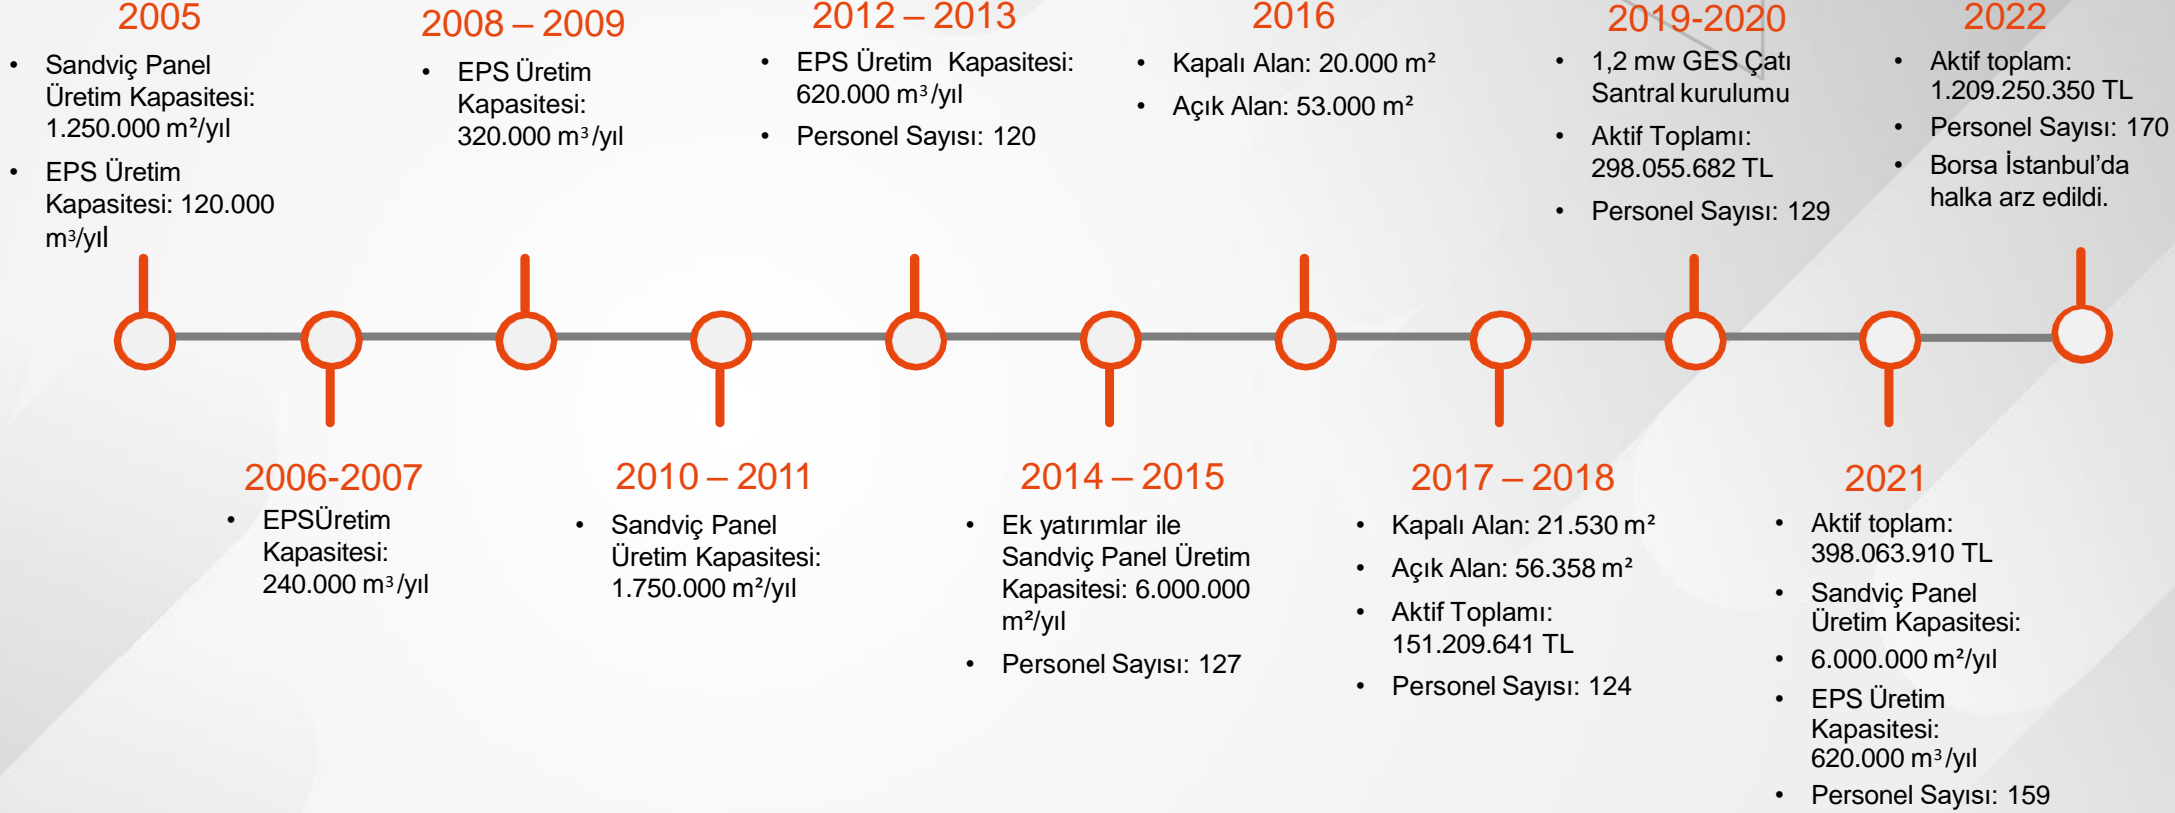 2005
• Sandviç Panel
Üretim Kapasitesi:
1.250.000 m²/yıl
• EPS Üretim
Kapasitesi: 120.000
m³/yıl
2006-2007
• EPSÜretim
Kapasitesi:
240.000 m³/yıl
2008 – 2009
• EPS Üretim
Kapasitesi:
320.000 m³/yıl
2010 – 2011
• Sandviç Panel
Üretim Kapasitesi:
1.750.000 m²/yıl
2012 – 2013
• EPS Üretim Kapasitesi:
620.000 m³/yıl
• Personel Sayısı: 120
2014 – 2015
• Ek yatırımlar ile
Sandviç Panel Üretim
Kapasitesi: 6.000.000
m²/yıl
• Personel Sayısı: 127
2016
• Kapalı Alan: 20.000 m²
• Açık Alan: 53.000 m²
2017 – 2018
• Kapalı Alan: 21.530 m²
• Açık Alan: 56.358 m²
• Aktif Toplamı:
151.209.641 TL
• Personel Sayısı: 124
2019-2020
• 1,2 mw GES Çatı
Santral kurulumu
• Aktif Toplamı:
298.055.682 TL
• Personel Sayısı: 129
2021
• Aktif toplam:
398.063.910 TL
• Sandviç Panel
Üretim Kapasitesi:
• 6.000.000 m²/yıl
• EPS Üretim
Kapasitesi:
620.000 m³/yıl
• Personel Sayısı: 159
2022
• Aktif toplam:
1.209.250.350 TL
• Personel Sayısı: 170
• Borsa İstanbul’da
halka arz edildi.